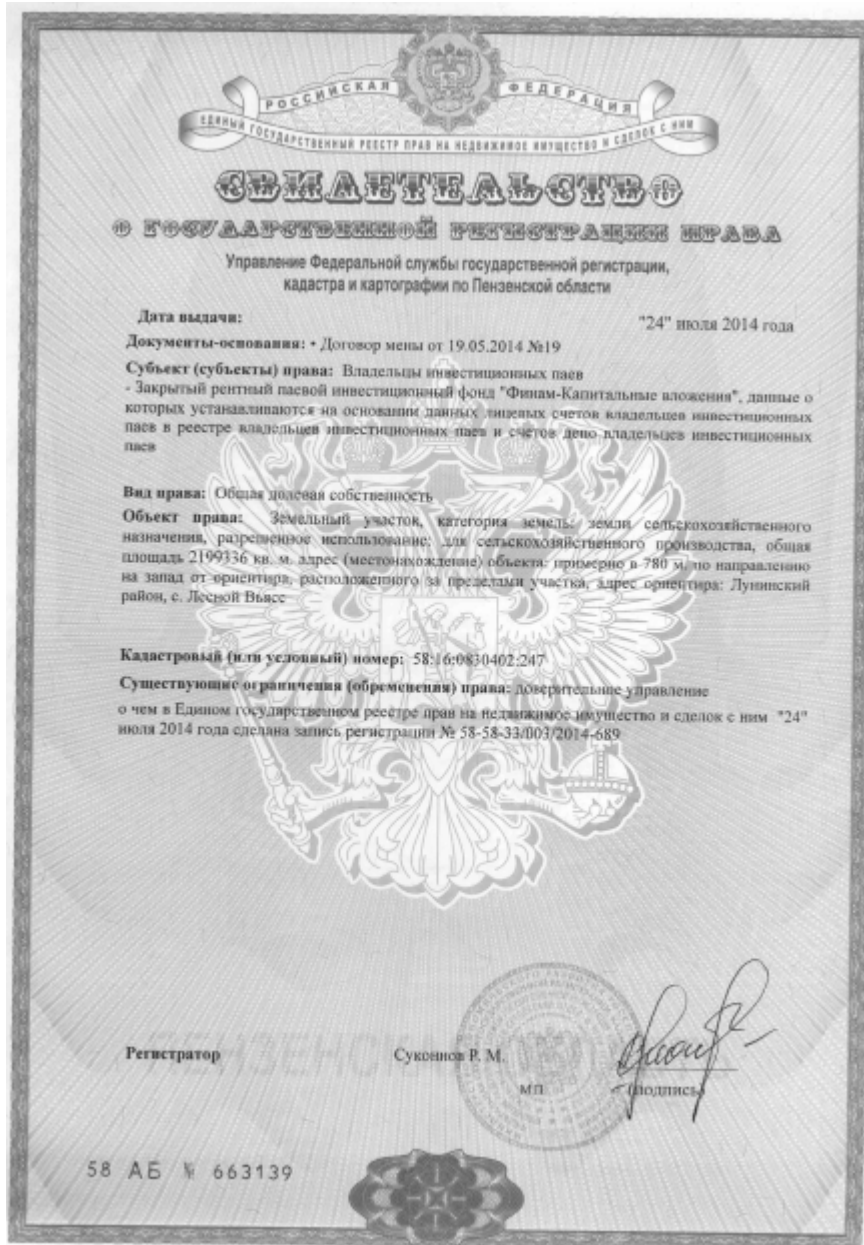 РОССИЙСКАЯ ФЕДЕРАЦИЯ
ЕДИНЫЙ ГОСУДАРСТВЕННЫЙ РЕЕСТР ПРАВ НА НЕДВИЖИМОЕ ИМУЩЕСТВО И СДЕЛОК С НИМ
СВИДЕТЕЛЬСТВО
О ГОСУДАРСТВЕННОЙ РЕГИСТРАЦИИ ПРАВА
Управление Федеральной службы государственной регистрации,
кадастра и картографии по Пензенской области
Дата выдачи: "24" июля 2014 года
Документы-основания: • Договор мены от 19.05.2014 №19
Субъект (субъекты) права: Владельцы инвестиционных паев
- Закрытый рентный паевой инвестиционный фонд "Финам-Капитальные вложения", данные о
которых устанавливаются на основании данных лицевых счетов владельцев инвестиционных
паев в реестре владельцев инвестиционных паев и счетов депо владельцев инвестиционных
паев
Вид права: Общая долевая собственность
Объект права: Земельный участок, категория земель: земли сельскохозяйственного
назначения, разрешенное использование: для сельскохозяйственного производства, общая
площадь 2199336 кв. м, адрес (местонахождение) объекта: примерно в 780 м, по направлению
на запад от ориентира, расположенного за пределами участка, адрес ориентира: Лунинский
район, с. Лесной Вьясс
Кадастровый (или условный) номер: 58:16:0830402:247
Существующие ограничения (обременения) права: доверительное управление
о чем в Едином государственном реестре прав на недвижимое имущество и сделок с ним "24"
июля 2014 года сделана запись регистрации № 58-58-33/003/2014-689
Регистратор Суконнов Р. М.
МП (подпись)
58 АБ № 663139